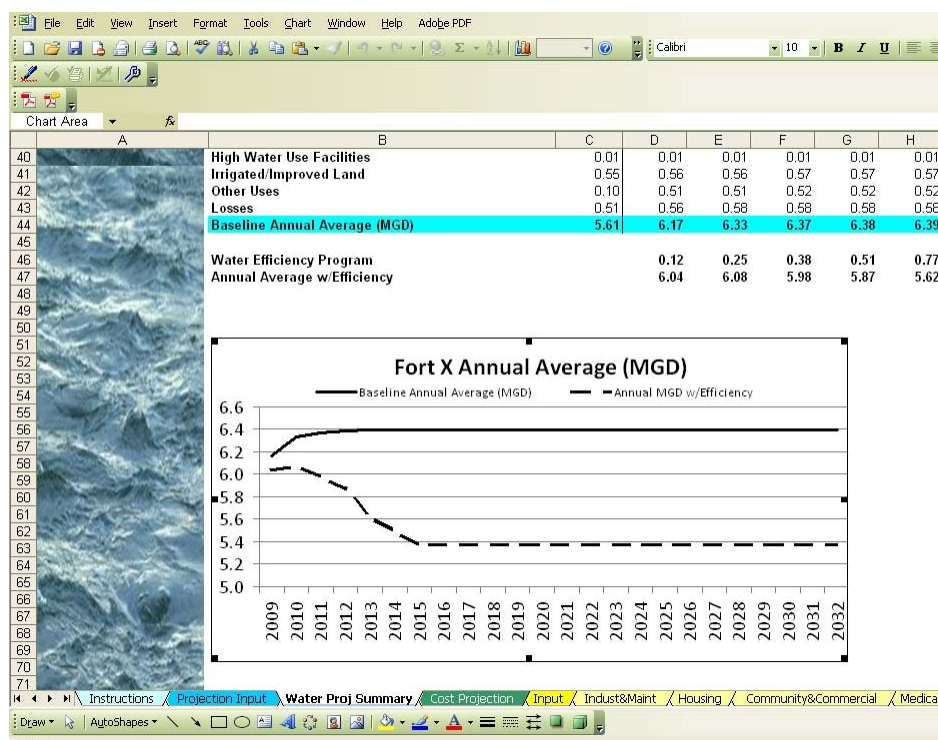 File Edit View Insert Format Tools Chart Window Help Adobe PDF
Calibri 10 B I U
Chart Area fx
A B C D E F G H
40 High Water Use Facilities 0.01 0.01 0.01 0.01 0.01 0.01
41 Irrigated/Improved Land 0.55 0.56 0.56 0.57 0.57 0.57
42 Other Uses 0.10 0.51 0.51 0.52 0.52 0.52
43 Losses 0.51 0.56 0.58 0.58 0.58 0.58
44 Baseline Annual Average (MGD) 5.61 6.17 6.33 6.37 6.38 6.39
45
46 Water Efficiency Program 0.12 0.25 0.38 0.51 0.77
47 Annual Average w/Efficiency 6.04 6.08 5.98 5.87 5.62
48
49
50
51
52
53
54
55
56
57
58
59
60
61
62
63
64
65
66
67
68
69
70
71
Fort X Annual Average (MGD)
Baseline Annual Average (MGD) Annual MGD w/Efficiency
6.6
6.4
6.2
6.0
5.8
5.6
5.4
5.2
5.0
2009 2010 2011 2012 2013 2014 2015 2016 2017 2018 2019 2020 2021 2022 2023 2024 2025 2026 2027 2028 2029 2030 2031 2032
Instructions Projection Input Water Proj Summary Cost Projection Input Indust&Maint Housing Community&Commercial Medica
Draw AutoShapes A